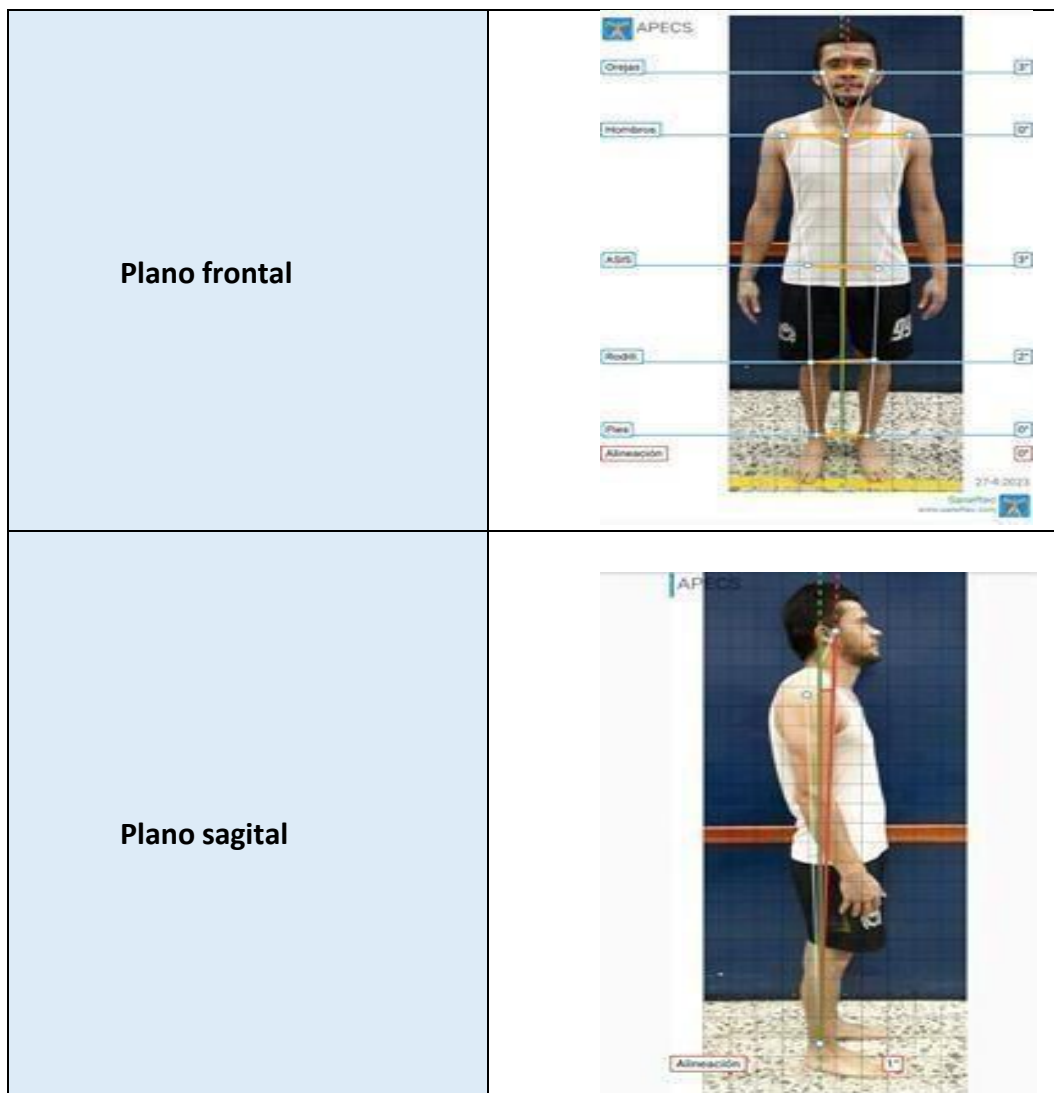 Plano frontal
APECS
Orejas 3°
Hombros 0°
ASIS 3°
Rodill. 2°
Pies 0°
Alineación 0°
27-6-2023
Plano sagital
APECS
Alineación 1°